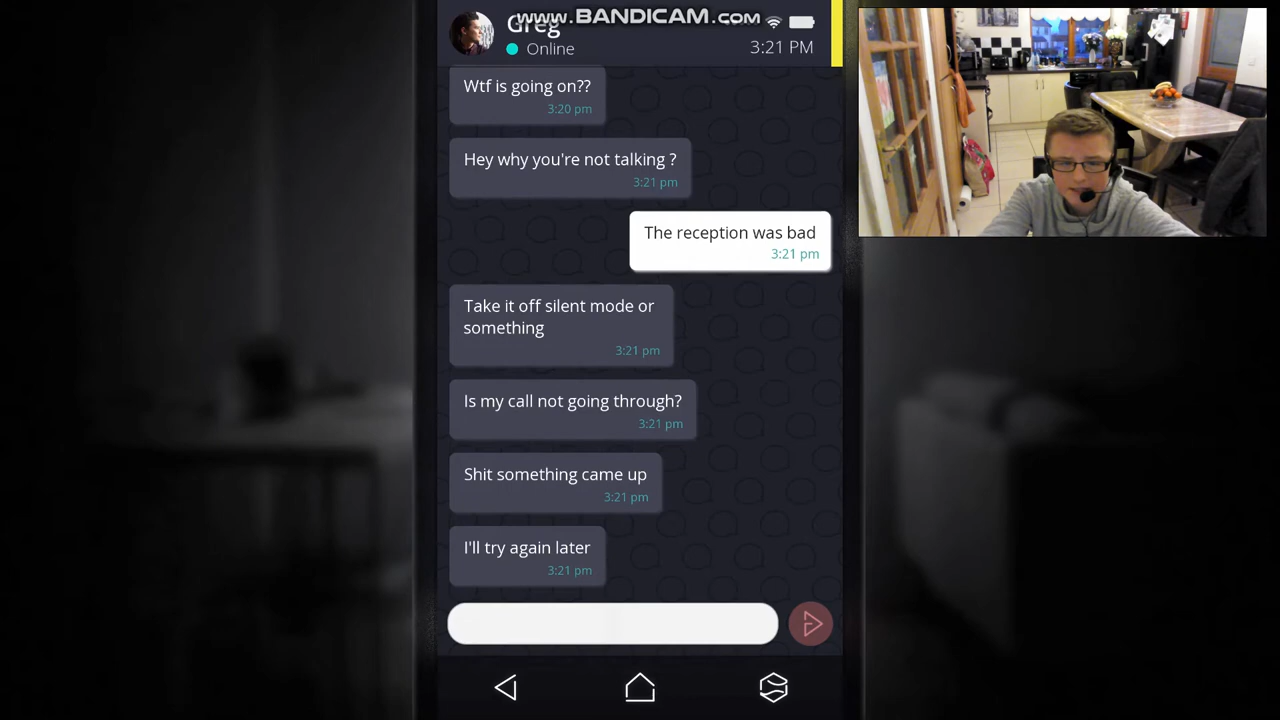 www.BANDICAM.com
Greg
Online
3:21 PM
Wtf is going on??
3:20 pm
Hey why you're not talking ?
3:21 pm
The reception was bad
3:21 pm
Take it off silent mode or
something
3:21 pm
Is my call not going through?
3:21 pm
Shit something came up
3:21 pm
I'll try again later
3:21 pm